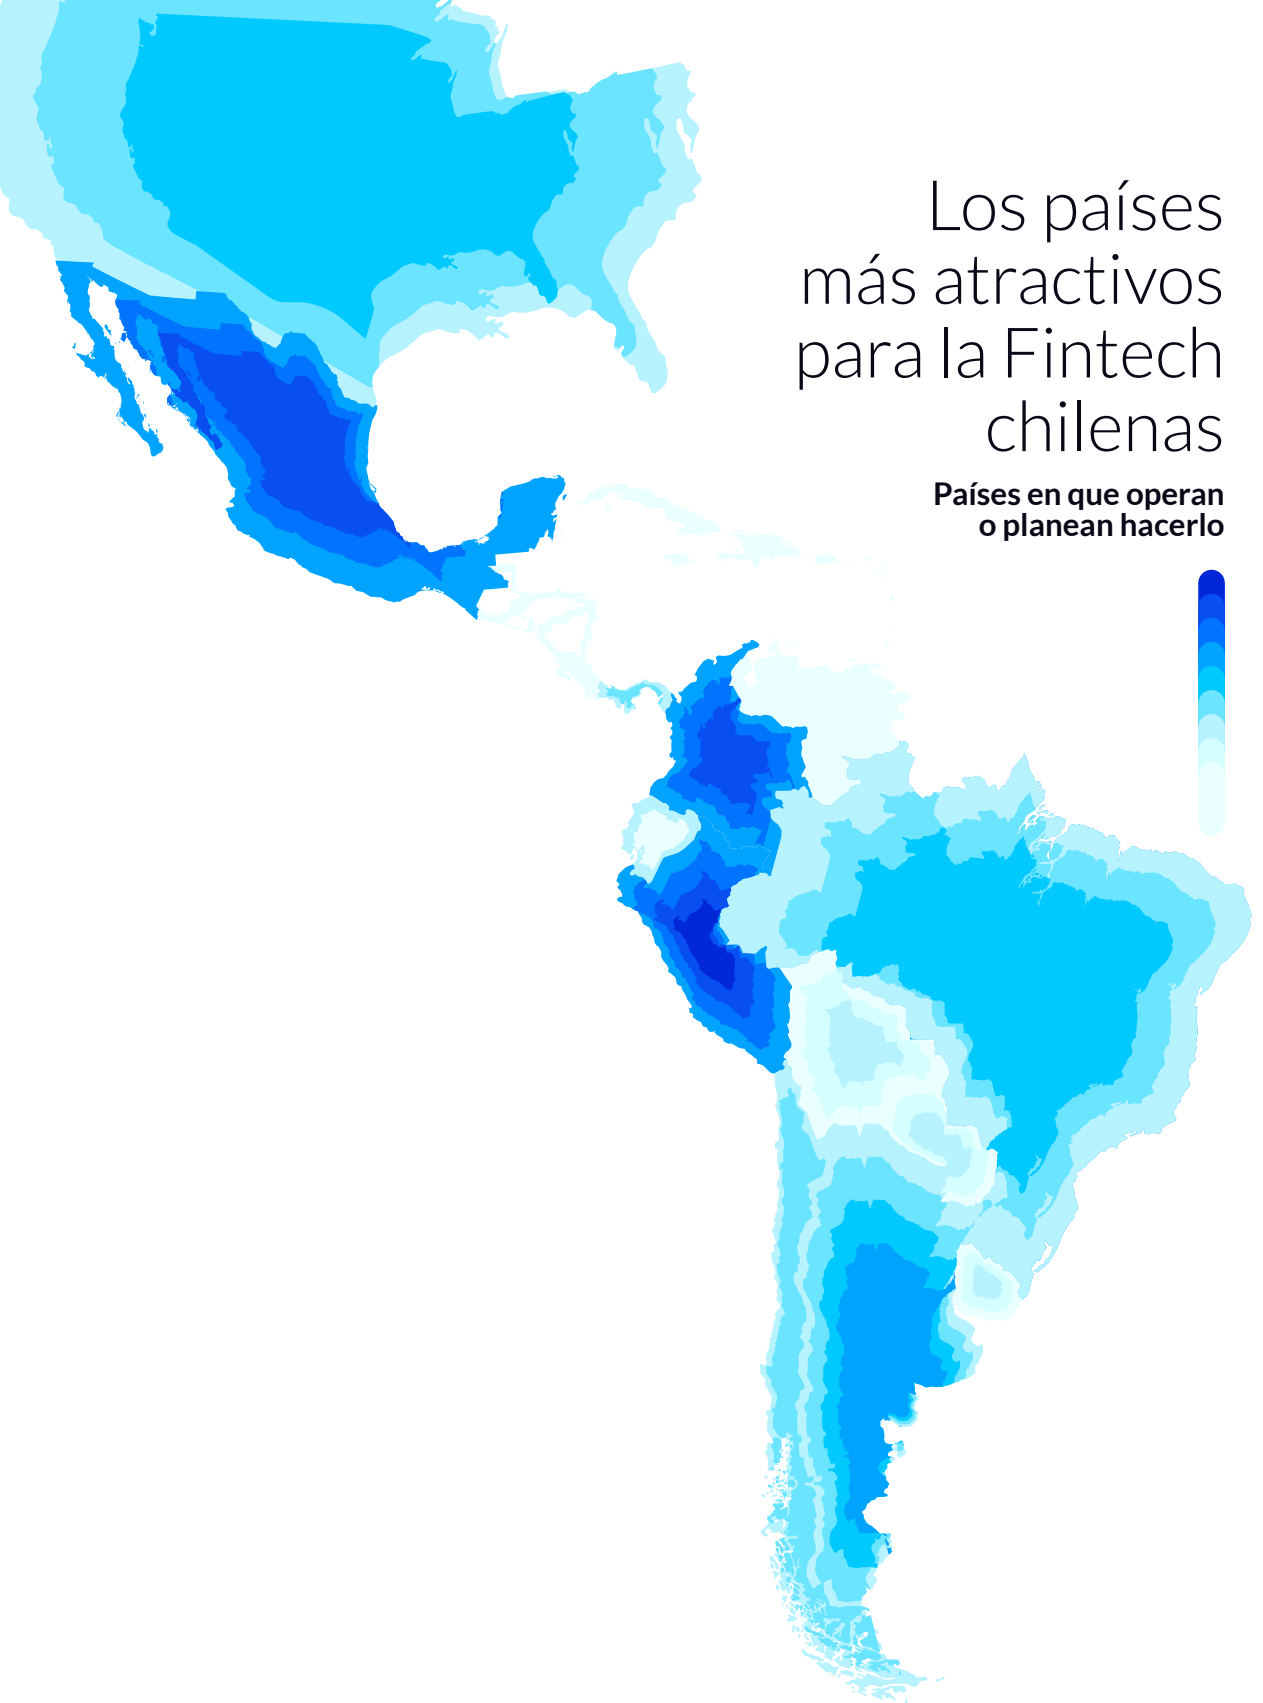 Los países
más atractivos
para la Fintech
chilenas
Países en que operan
o planean hacerlo